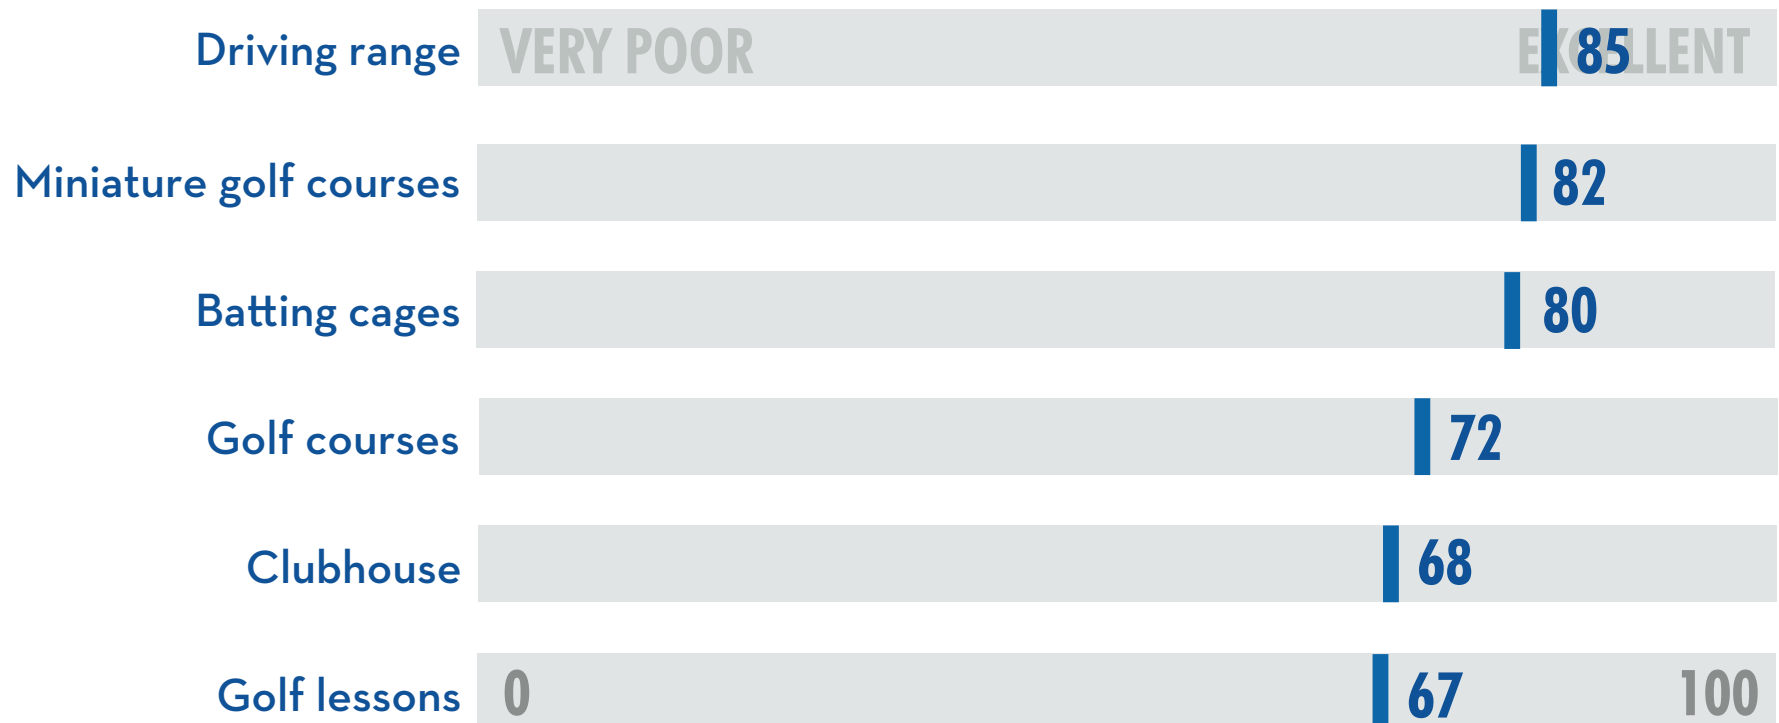 Driving range VERY POOR EXCELLENT 85
Miniature golf courses 82
Batting cages 80
Golf courses 72
Clubhouse 68
Golf lessons 0 67 100